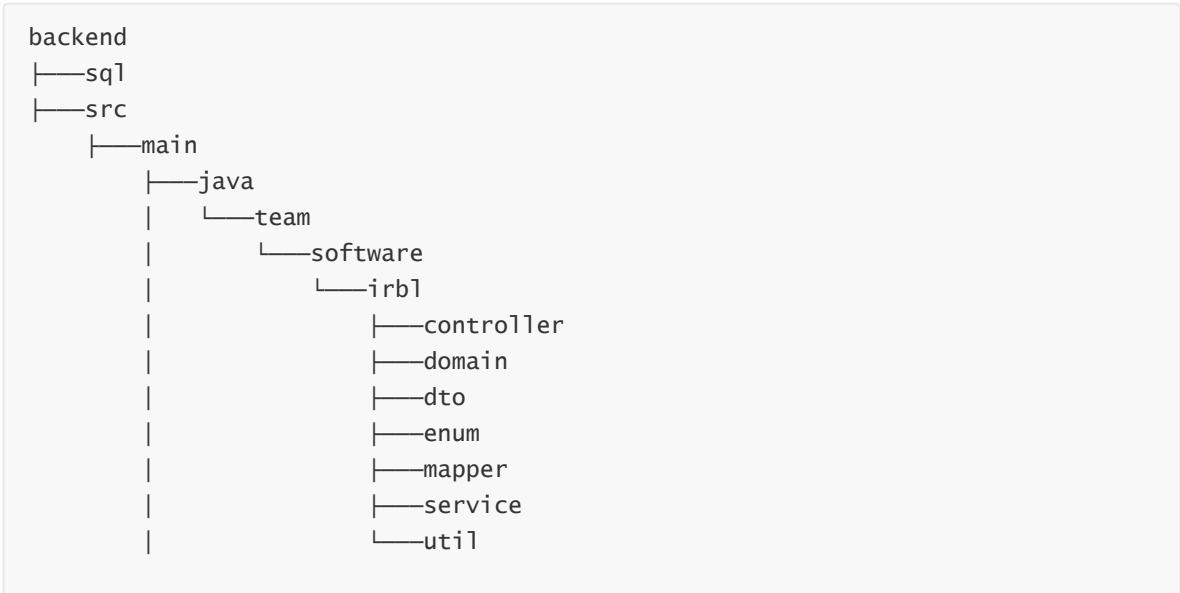 backend
├───sql
├───src
    ├───main
        ├───java
        │   └───team
        │       └───software
        │           └───irbl
        │               ├───controller
        │               ├───domain
        │               ├───dto
        │               ├───enum
        │               ├───mapper
        │               ├───service
        │               └───util